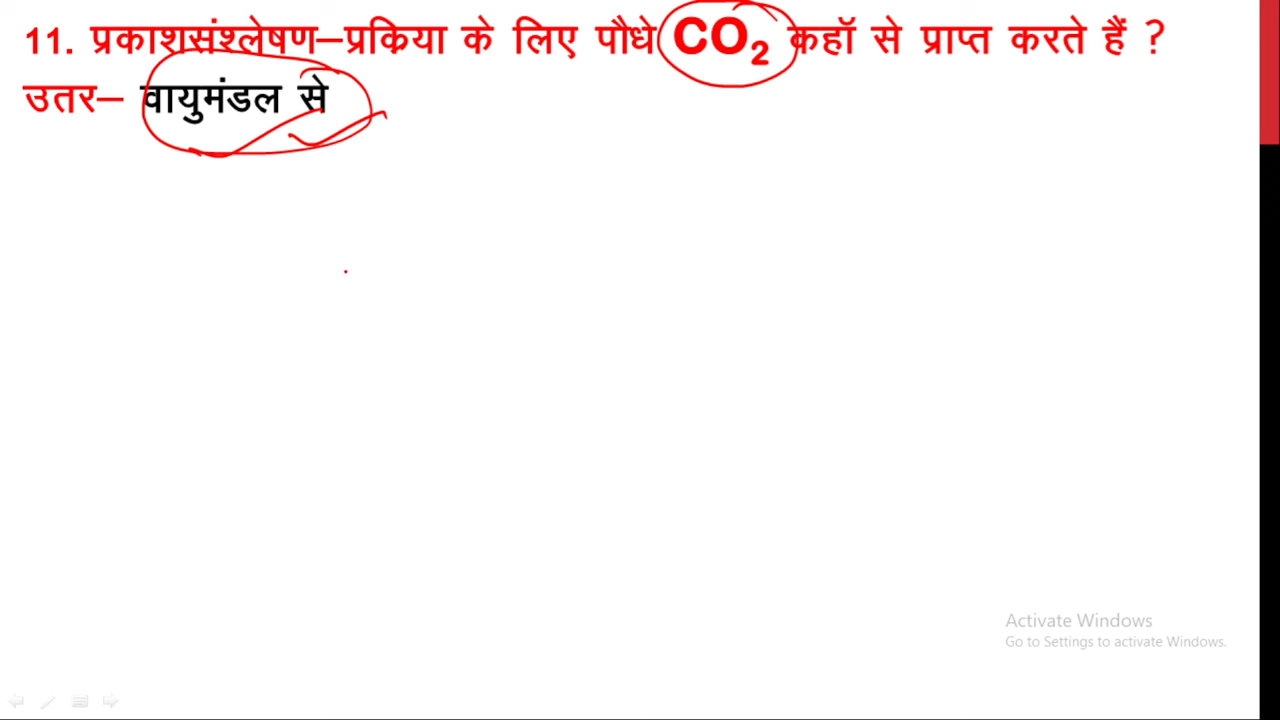 11. प्रकाशसंश्लेषण–प्रकिया के लिए पौधे CO₂ कहॉ से प्राप्त करते हैं ?
उतर– वायुमंडल से
Activate Windows
Go to Settings to activate Windows.